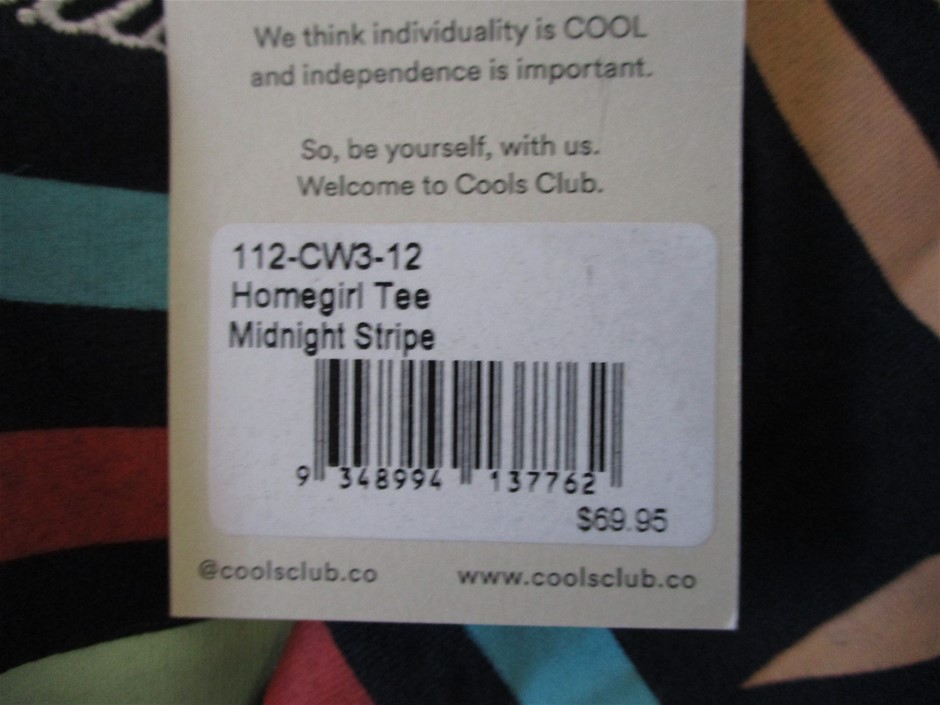 We think individuality is COOL
and independence is important.
So, be yourself, with us.
Welcome to Cools Club.
112-CW3-12
Homegirl Tee
Midnight Stripe
9 348994 137762
$69.95
@coolsclub.co www.coolsclub.co